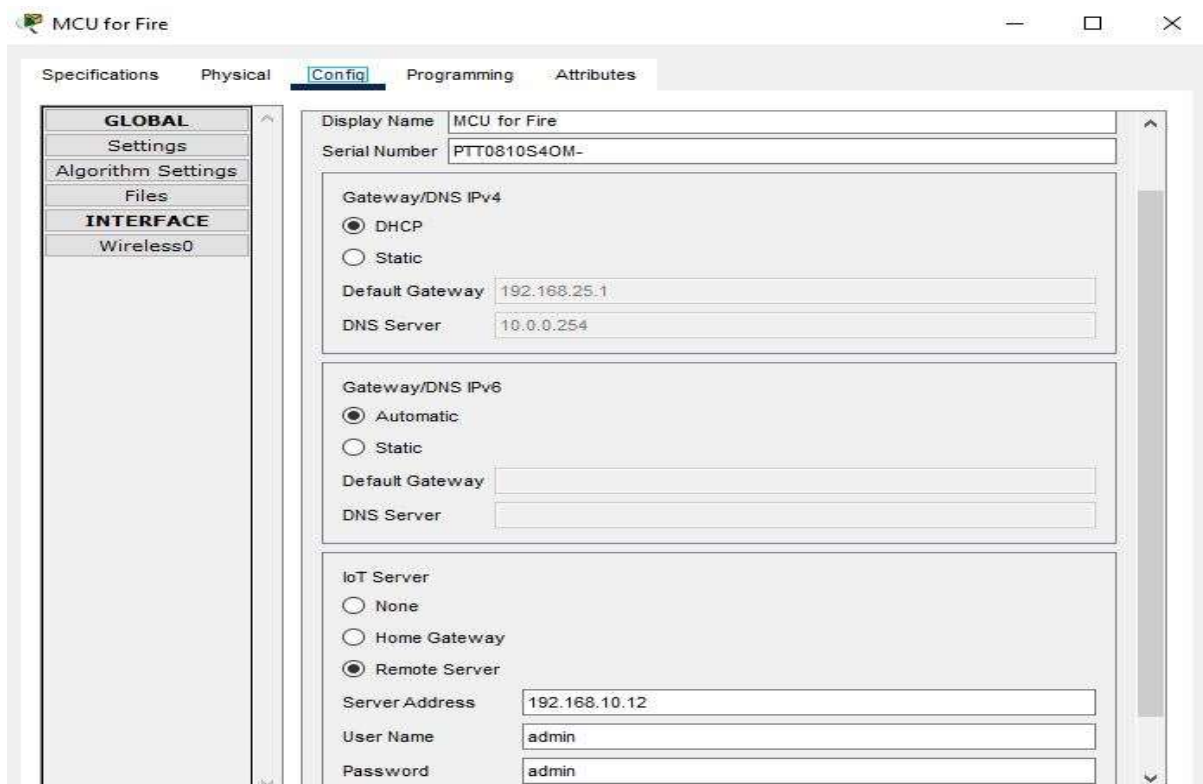 MCU for Fire
Specifications Physical Config Programming Attributes
GLOBAL
Settings
Algorithm Settings
Files
INTERFACE
Wireless0
Display Name MCU for Fire
Serial Number PTT0810S4OM-
Gateway/DNS IPv4
DHCP
Static
Default Gateway 192.168.25.1
DNS Server 10.0.0.254
Gateway/DNS IPv6
Automatic
Static
Default Gateway
DNS Server
IoT Server
None
Home Gateway
Remote Server
Server Address 192.168.10.12
User Name admin
Password admin